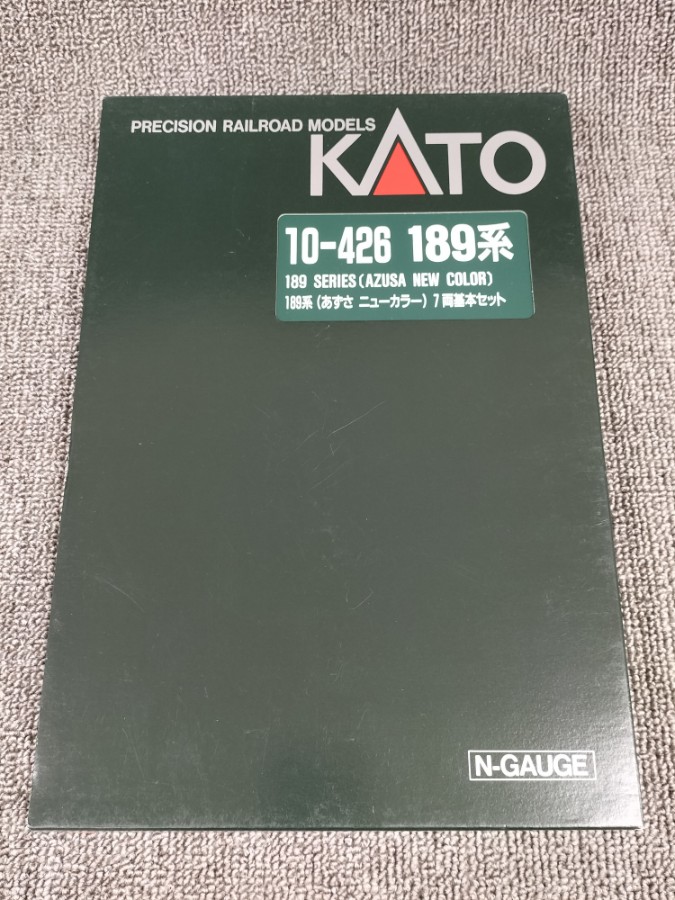 PRECISION RAILROAD MODELS
KATO
10-426 189系
189 SERIES(AZUSA NEW COLOR)
189系(あずさ ニューカラー)7両基本セット
N-GAUGE